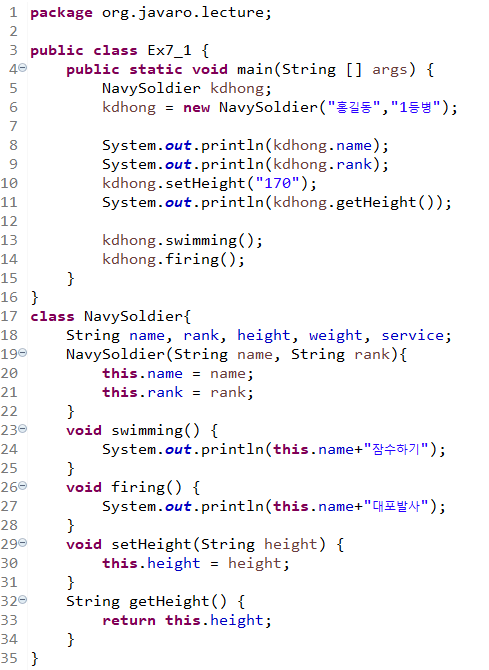 1 package org.javaro.lecture;
2
3 public class Ex7_1 {
4     public static void main(String [] args) {
5         NavySoldier kdhong;
6         kdhong = new NavySoldier("홍길동","1등병");
7
8         System.out.println(kdhong.name);
9         System.out.println(kdhong.rank);
10         kdhong.setHeight("170");
11         System.out.println(kdhong.getHeight());
12
13         kdhong.swimming();
14         kdhong.firing();
15     }
16 }
17 class NavySoldier{
18     String name, rank, height, weight, service;
19     NavySoldier(String name, String rank){
20         this.name = name;
21         this.rank = rank;
22     }
23     void swimming() {
24         System.out.println(this.name+"잠수하기");
25     }
26     void firing() {
27         System.out.println(this.name+"대포발사");
28     }
29     void setHeight(String height) {
30         this.height = height;
31     }
32     String getHeight() {
33         return this.height;
34     }
35 }